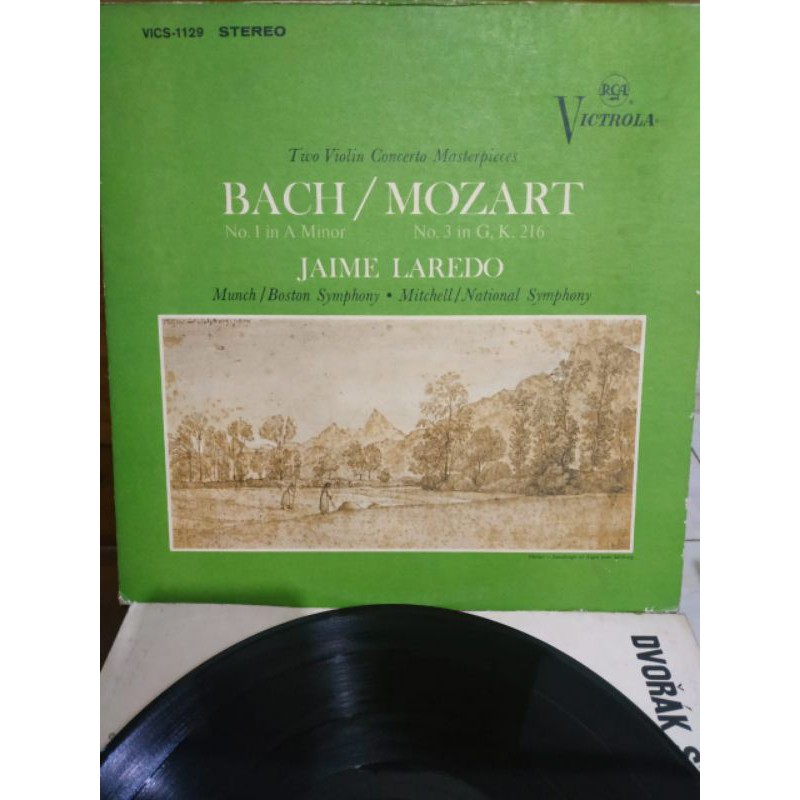 VICS-1129 STEREO
RCA
VICTROLA
Two Violin Concerto Masterpieces
BACH / MOZART
No. 1 in A Minor No. 3 in G, K. 216
JAIME LAREDO
Munch/Boston Symphony • Mitchell/National Symphony
DVOŘÁK S